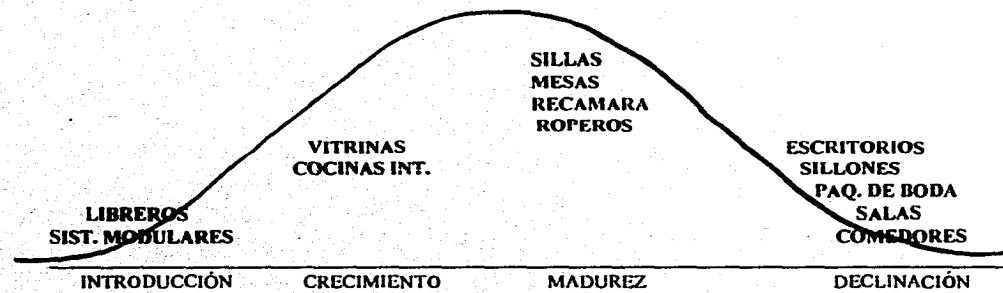 SILLAS
MESAS
RECAMARA
ROPEROS
VITRINAS
COCINAS INT.
ESCRITORIOS
SILLONES
PAQ. DE BODA
SALAS
COMEDORES
LIBREROS
SIST. MODULARES
INTRODUCCIÓN CRECIMIENTO MADUREZ DECLINACIÓN